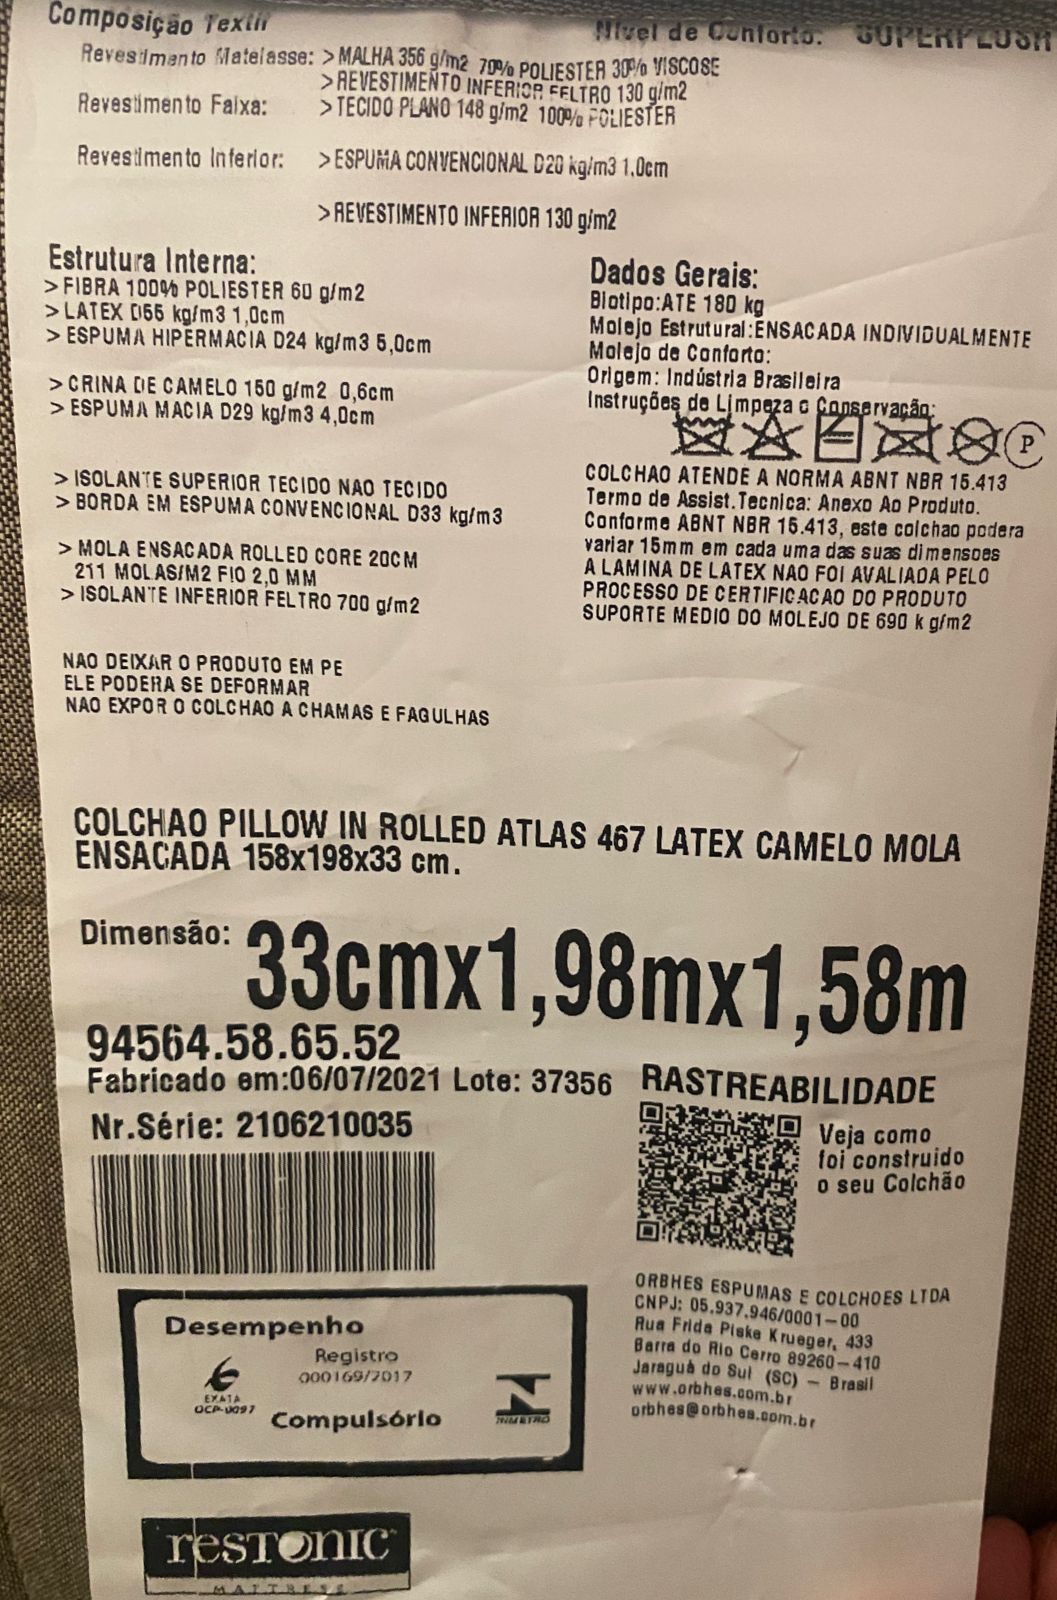 Composição Textil
Nivel de Conforto: SUPERPLUSH
Revestimento Matelasse: >MALHA 356 g/m2 70% POLIESTER 30% VISCOSE
>REVESTIMENTO INFERIOR FELTRO 130 g/m2
Revestimento Faixa: >TECIDO PLANO 148 g/m2 100% POLIESTER
Revestimento Inferior: >ESPUMA CONVENCIONAL D20 kg/m3 1,0cm
>REVESTIMENTO INFERIOR 130 g/m2
Estrutura Interna:
>FIBRA 100% POLIESTER 60 g/m2
>LATEX D55 kg/m3 1,0cm
>ESPUMA HIPERMACIA D24 kg/m3 5,0cm
>CRINA DE CAMELO 150 g/m2 0,6cm
>ESPUMA MACIA D29 kg/m3 4,0cm
>ISOLANTE SUPERIOR TECIDO NAO TECIDO
>BORDA EM ESPUMA CONVENCIONAL D33 kg/m3
>MOLA ENSACADA ROLLED CORE 20CM
211 MOLAS/M2 FIO 2,0 MM
>ISOLANTE INFERIOR FELTRO 700 g/m2
NAO DEIXAR O PRODUTO EM PE
ELE PODERA SE DEFORMAR
NAO EXPOR O COLCHAO A CHAMAS E FAGULHAS
Dados Gerais:
Biotipo:ATE 180 kg
Molejo Estrutural:ENSACADA INDIVIDUALMENTE
Molejo de Conforto:
Origem: Indústria Brasileira
Instruções de Limpeza e Conservação:
P
COLCHAO ATENDE A NORMA ABNT NBR 15.413
Termo de Assist.Tecnica: Anexo Ao Produto.
Conforme ABNT NBR 15.413, este colchao podera
variar 15mm em cada uma das suas dimensoes
A LAMINA DE LATEX NAO FOI AVALIADA PELO
PROCESSO DE CERTIFICACAO DO PRODUTO
SUPORTE MEDIO DO MOLEJO DE 690 kg/m2
COLCHAO PILLOW IN ROLLED ATLAS 467 LATEX CAMELO MOLA
ENSACADA 158x198x33 cm.
Dimensão: 33cmx1,98mx1,58m
94564.58.65.52
Fabricado em:06/07/2021 Lote: 37356
Nr.Série: 2106210035
RASTREABILIDADE
Veja como
foi construido
o seu Colchão
Desempenho
Registro
000169/2017
EXATA
OCP-0097
Compulsório
INMETRO
ORBHES ESPUMAS E COLCHOES LTDA
CNPJ: 05.937.946/0001-00
Rua Frida Piske Krueger, 433
Barra do Rio Cerro 89260-410
Jaraguá do Sul (SC) - Brasil
www.orbhes.com.br
orbhes@orbhes.com.br
RESTONIC
MATTRESS